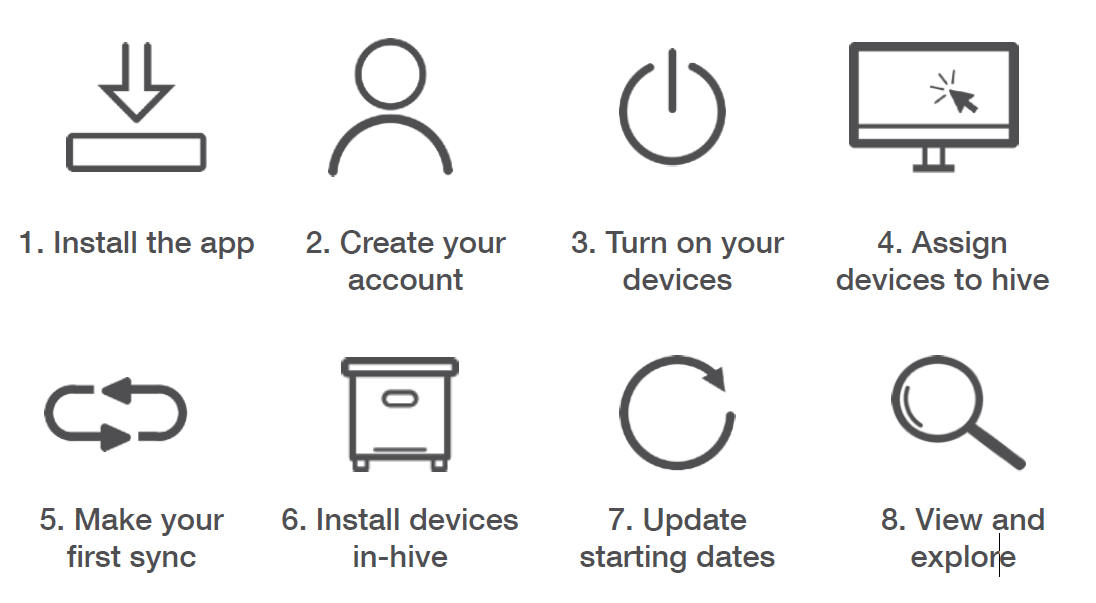 1. Install the app
2. Create your
account
3. Turn on your
devices
4. Assign
devices to hive
5. Make your
first sync
6. Install devices
in-hive
7. Update
starting dates
8. View and
explore